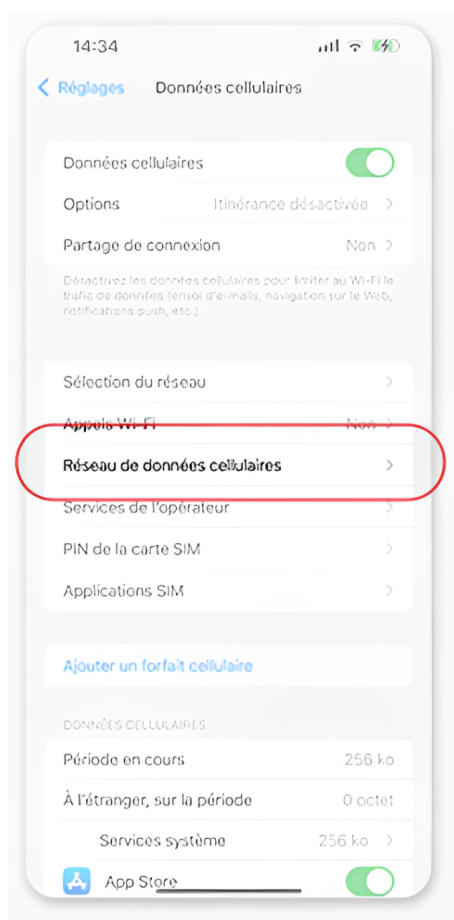 14:34
Réglages Données cellulaires
Données cellulaires
Options Itinérance désactivée
Partage de connexion Non
Désactivez les données cellulaires pour limiter au Wi-Fi le
trafic de données (envoi d'e-mails, navigation sur le Web,
notifications push, etc.).
Sélection du réseau
Appels Wi-Fi Non
Réseau de données cellulaires
Services de l'opérateur
PIN de la carte SIM
Applications SIM
Ajouter un forfait cellulaire
DONNÉES CELLULAIRES
Période en cours 256 ko
À l'étranger, sur la période 0 octet
Services système 256 ko
App Store